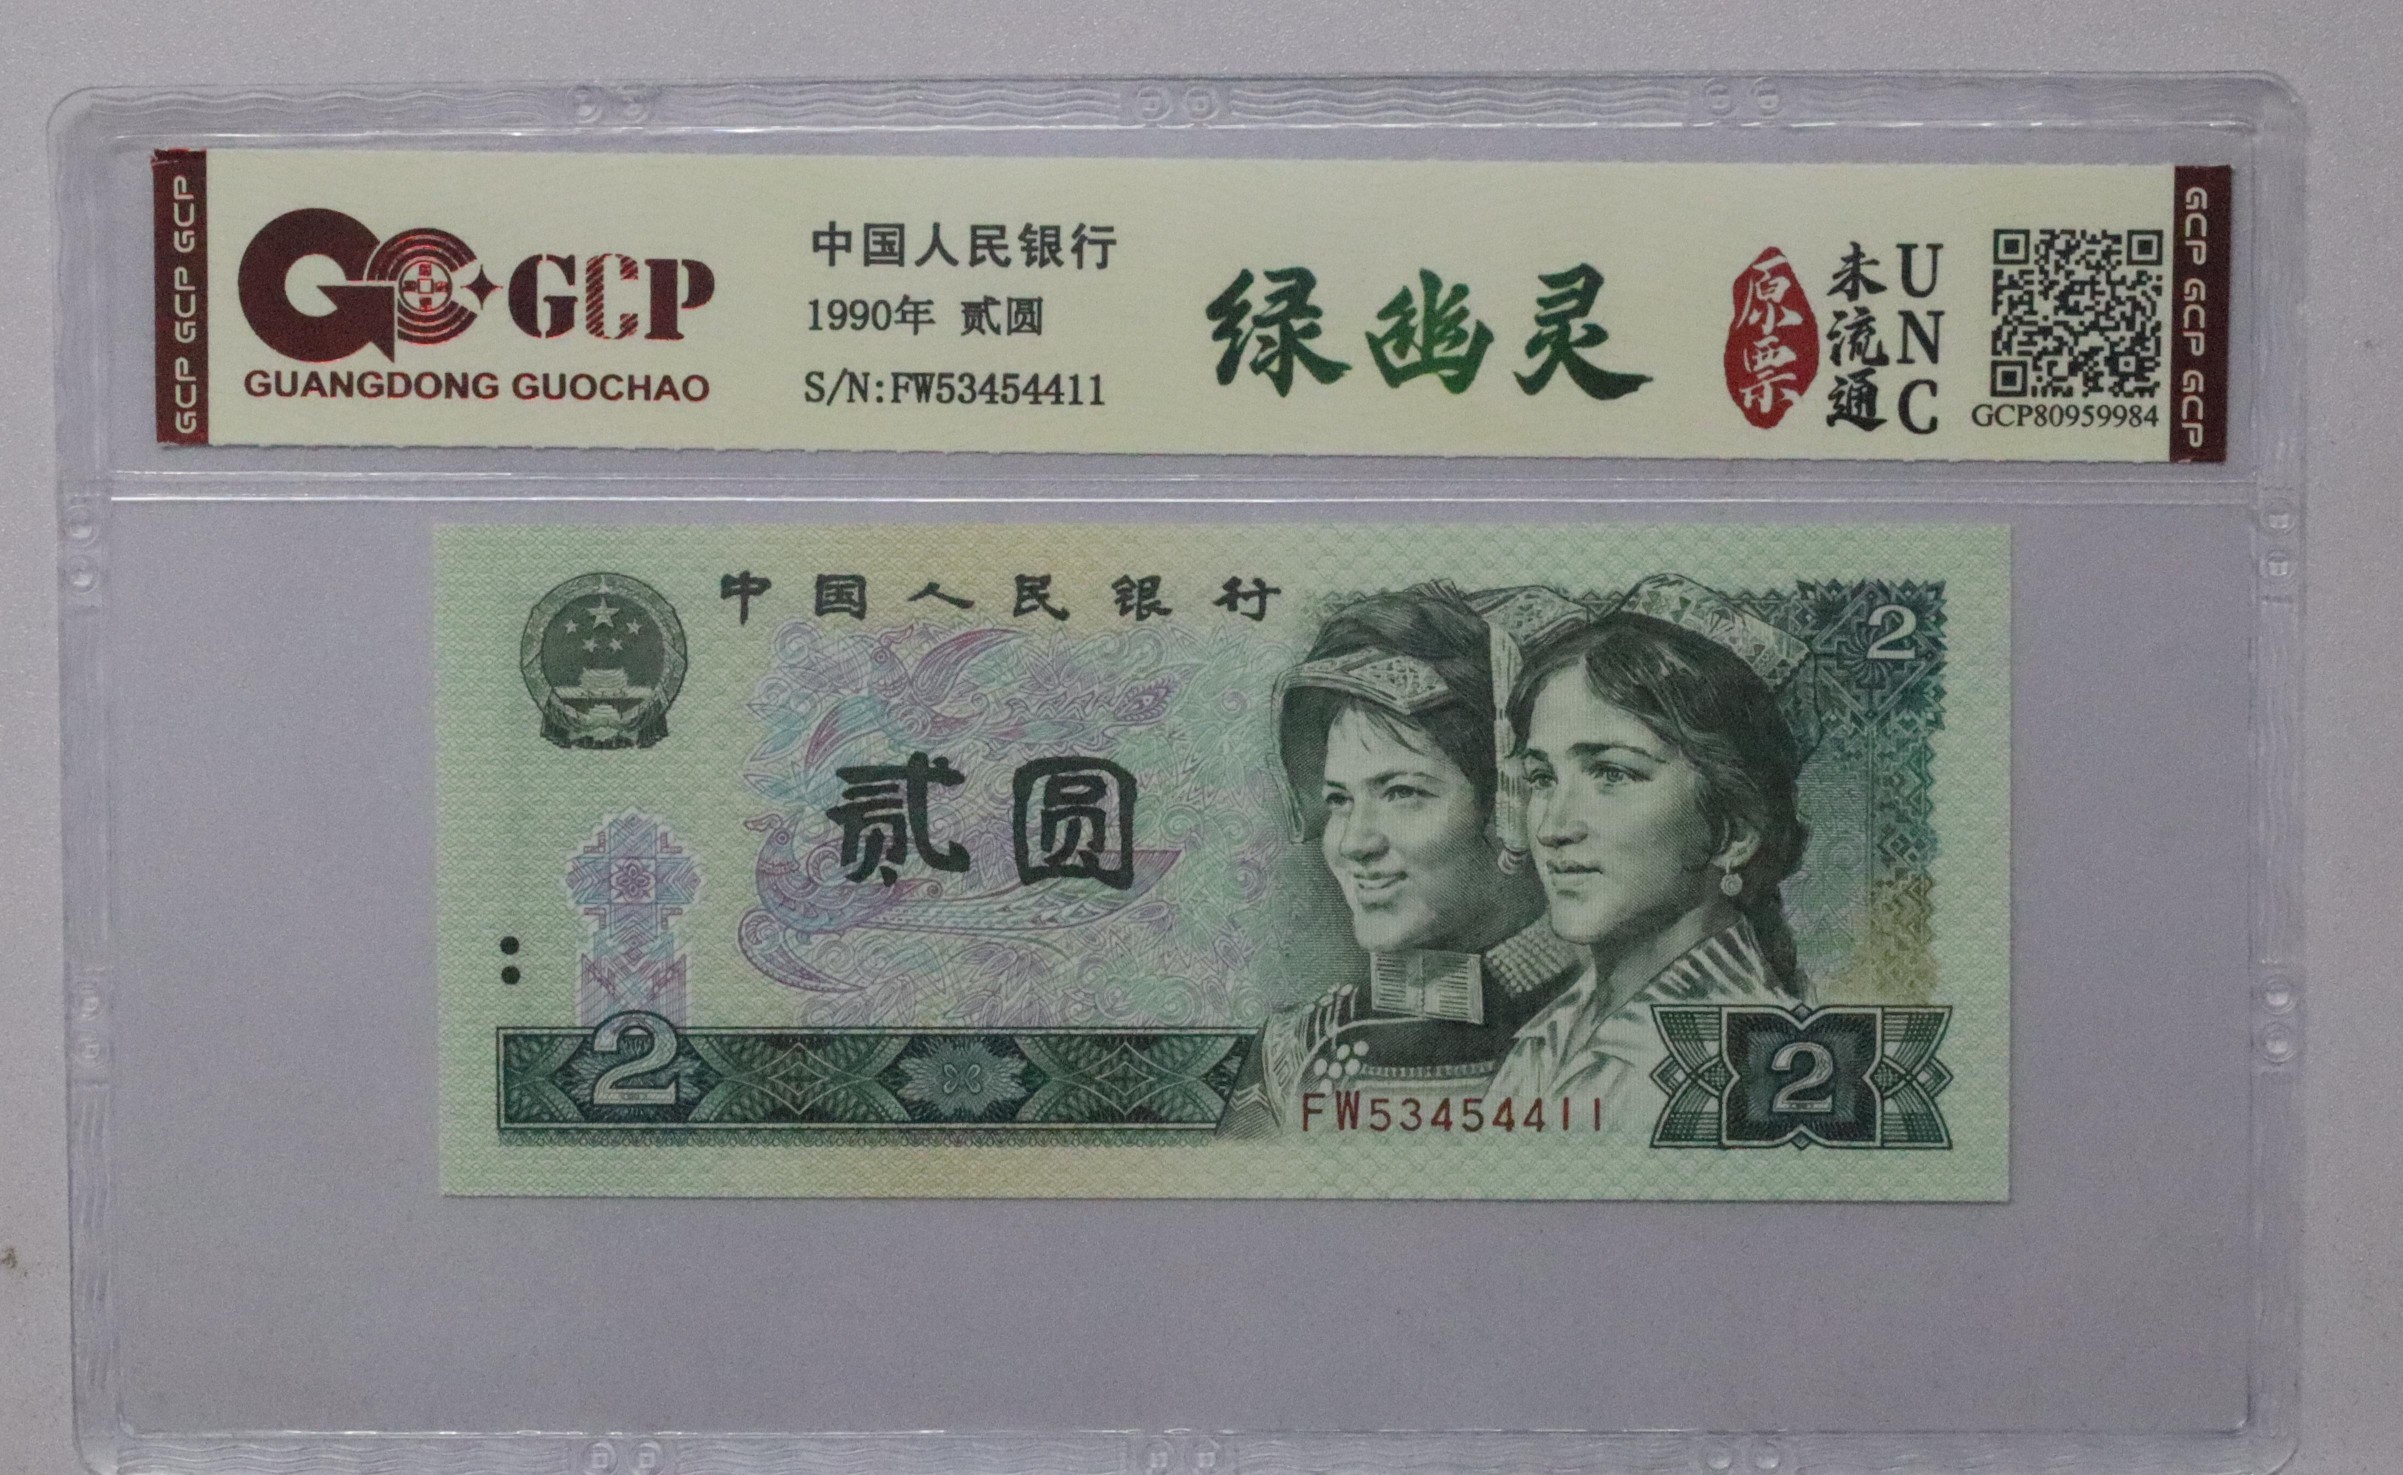 GCP GCP GCP
GCP
GUANGDONG GUOCHAO
中国人民银行
1990年 贰圆
S/N:FW53454411
绿幽灵
原票
未流通
UNC
GCP80959984
GCP GCP GCP
中国人民银行
2
贰圆
2
FW53454411
2